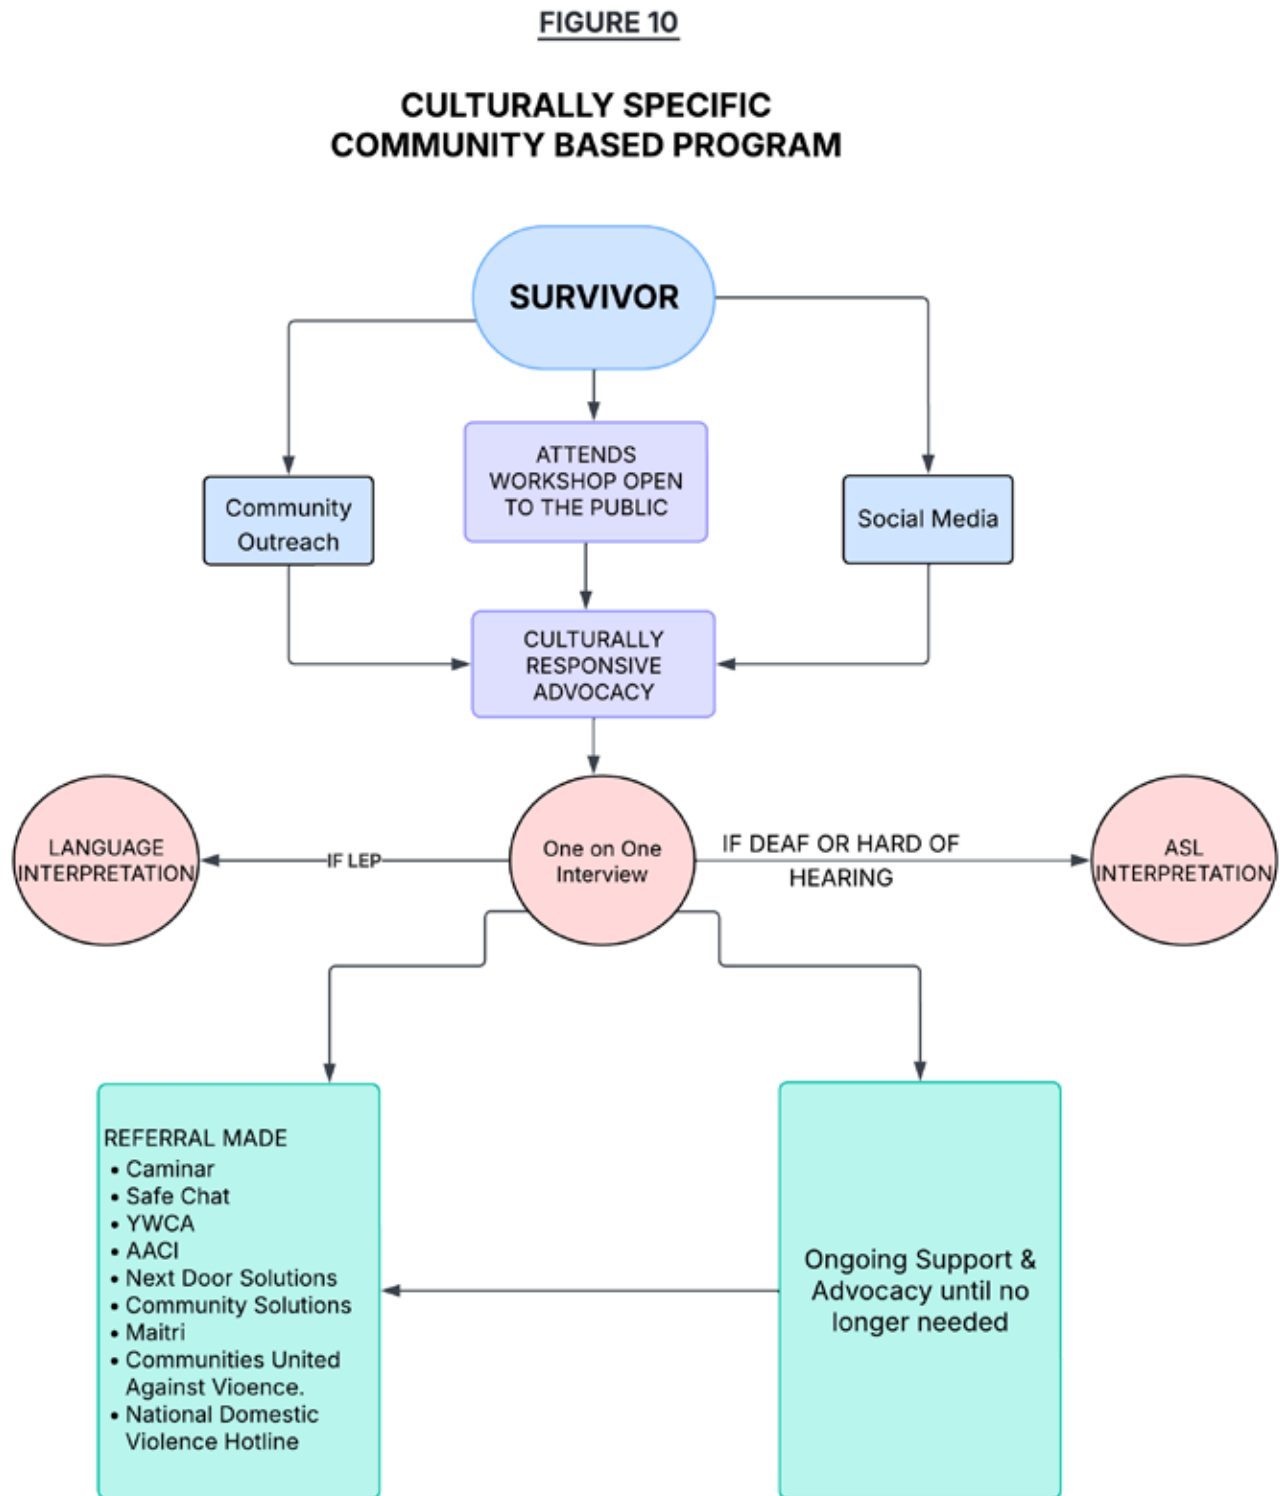 FIGURE 10
CULTURALLY SPECIFIC
COMMUNITY BASED PROGRAM
SURVIVOR
Community
Outreach
ATTENDS
WORKSHOP OPEN
TO THE PUBLIC
Social Media
CULTURALLY
RESPONSIVE
ADVOCACY
LANGUAGE
INTERPRETATION
IF LEP
One on One
Interview
IF DEAF OR HARD OF
HEARING
ASL
INTERPRETATION
REFERRAL MADE
• Caminar
• Safe Chat
• YWCA
• AACI
• Next Door Solutions
• Community Solutions
• Maitri
• Communities United
Against Vioence.
• National Domestic
Violence Hotline
Ongoing Support &
Advocacy until no
longer needed